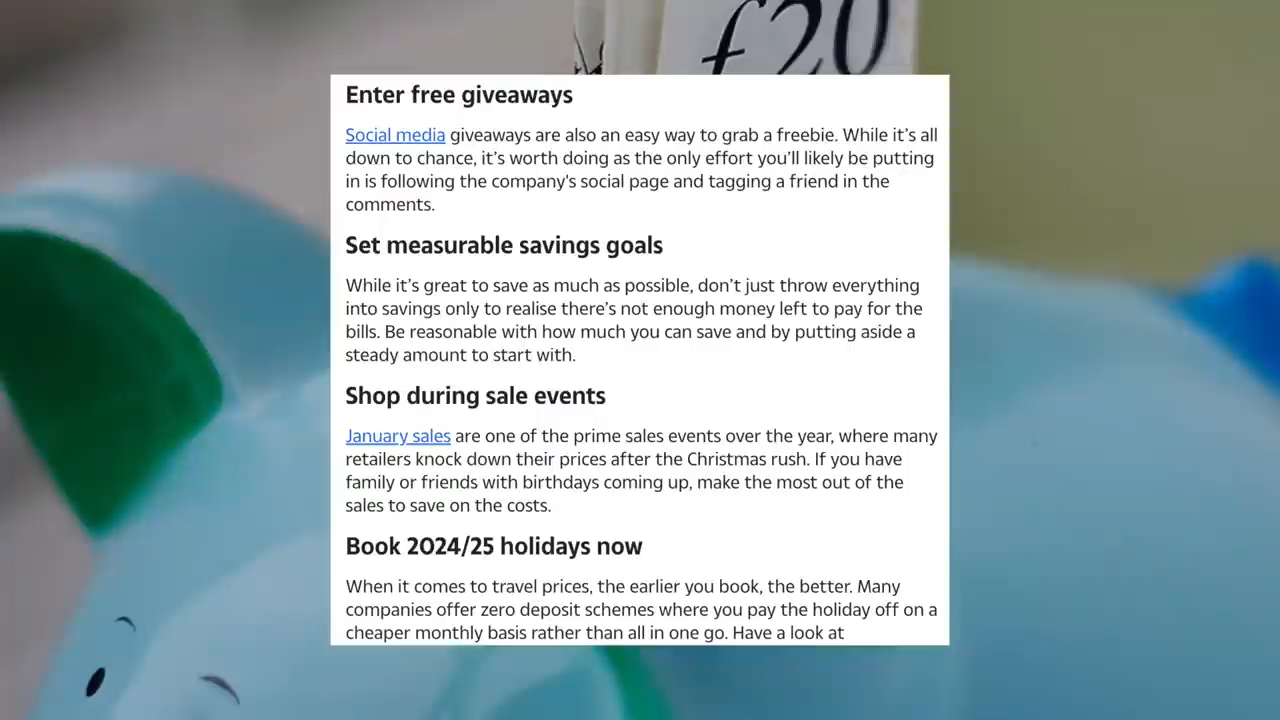 £20
Enter free giveaways
Social media giveaways are also an easy way to grab a freebie. While it’s all
down to chance, it’s worth doing as the only effort you’ll likely be putting
in is following the company's social page and tagging a friend in the
comments.
Set measurable savings goals
While it’s great to save as much as possible, don’t just throw everything
into savings only to realise there’s not enough money left to pay for the
bills. Be reasonable with how much you can save and by putting aside a
steady amount to start with.
Shop during sale events
January sales are one of the prime sales events over the year, where many
retailers knock down their prices after the Christmas rush. If you have
family or friends with birthdays coming up, make the most out of the
sales to save on the costs.
Book 2024/25 holidays now
When it comes to travel prices, the earlier you book, the better. Many
companies offer zero deposit schemes where you pay the holiday off on a
cheaper monthly basis rather than all in one go. Have a look at